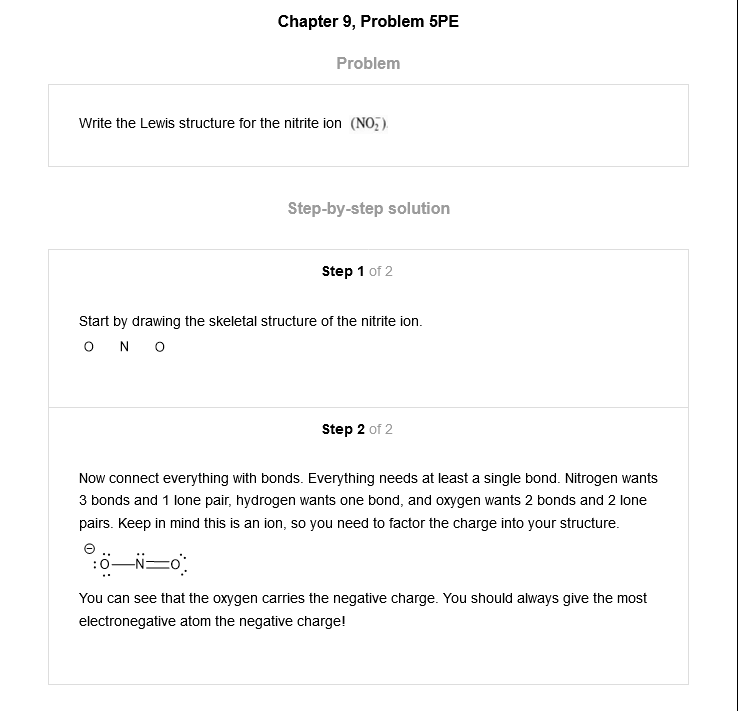 Chapter 9, Problem 5PE
Problem
Write the Lewis structure for the nitrite ion (NO₂⁻)
Step-by-step solution
Step 1 of 2
Start by drawing the skeletal structure of the nitrite ion.
O N O
Step 2 of 2
Now connect everything with bonds. Everything needs at least a single bond. Nitrogen wants
3 bonds and 1 lone pair, hydrogen wants one bond, and oxygen wants 2 bonds and 2 lone
pairs. Keep in mind this is an ion, so you need to factor the charge into your structure.
⊖
:O—N=O:
You can see that the oxygen carries the negative charge. You should always give the most
electronegative atom the negative charge!